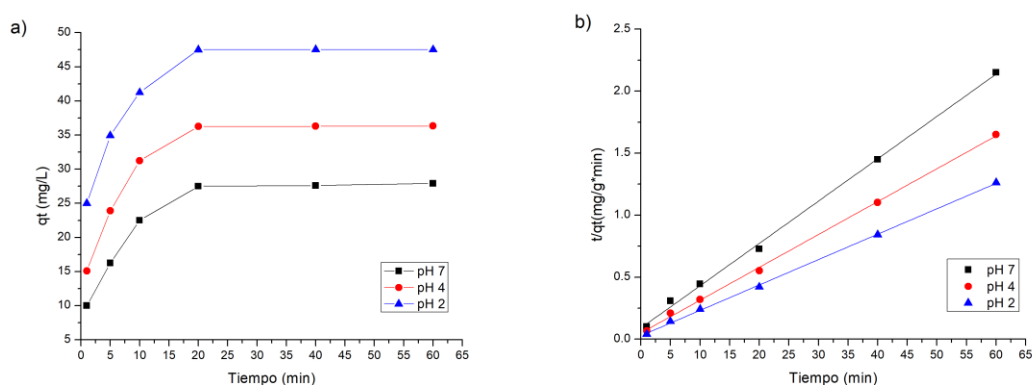 a)
50
45
40
35
30
25
20
15
10
5
qt (mg/L)
0 5 10 15 20 25 30 35 40 45 50 55 60 65
Tiempo (min)
pH 7
pH 4
pH 2
b)
2.5
2.0
1.5
1.0
0.5
0.0
t/qt(mg/g*min)
0 5 10 15 20 25 30 35 40 45 50 55 60 65
Tiempo (min)
pH 7
pH 4
pH 2